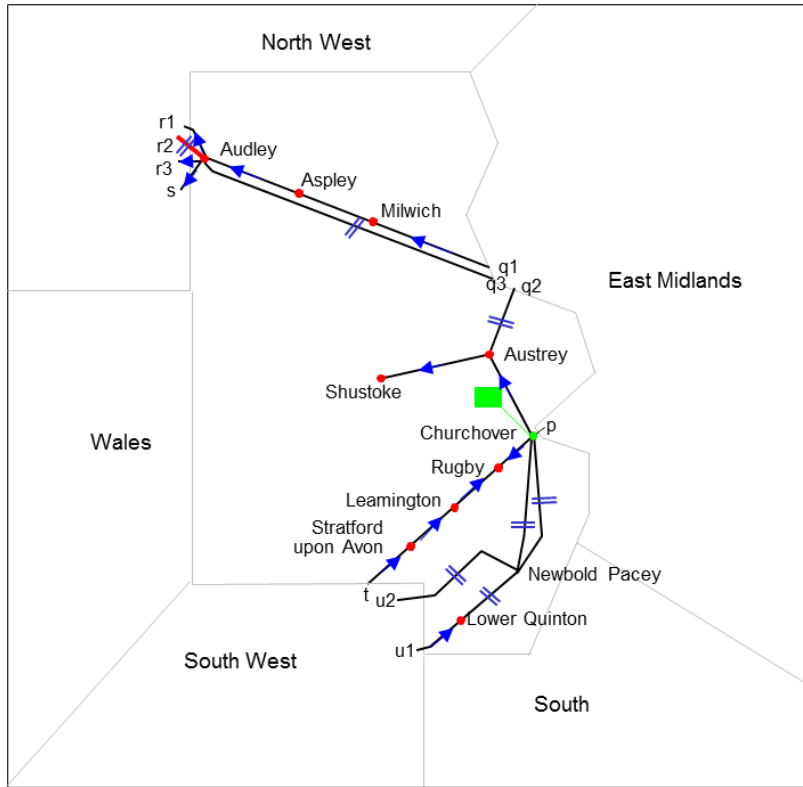 North West
r1
r2
Audley
r3
Aspley
s
Milwich
q1
q3
q2
East Midlands
Austrey
Shustoke
Churchover
p
Wales
Rugby
Leamington
Stratford
upon Avon
Newbold Pacey
t
u2
Lower Quinton
u1
South West
South